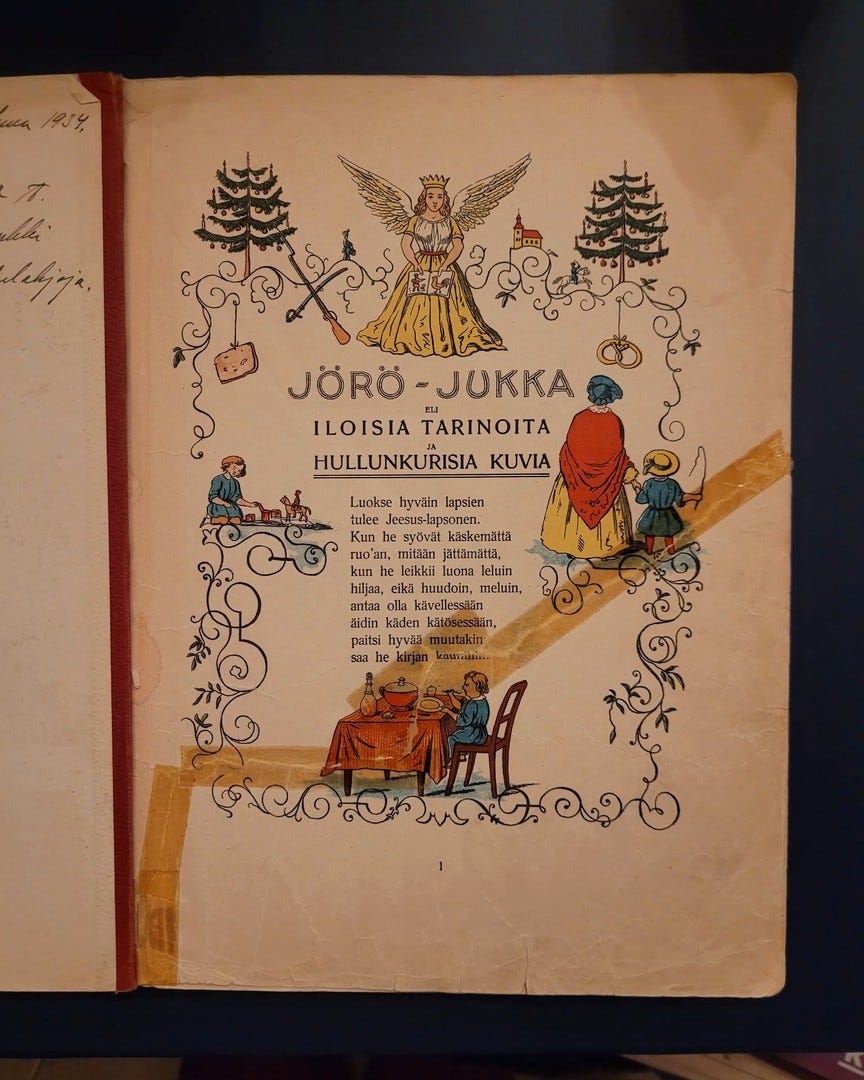 1934.
JÖRÖ-JUKKA
ELI
ILOISIA TARINOITA
JA
HULLUNKURISIA KUVIA
Luokse hyväin lapsien
tulee Jeesus-lapsonen.
Kun he syövät käskemättä
ruo'an, mitään jättämättä,
kun he leikkii luona leluin
hiljaa, eikä huudoin, meluin,
antaa olla kävellessään
äidin käden kätösessään,
paitsi hyvää muutakin
saa he kirjan
1